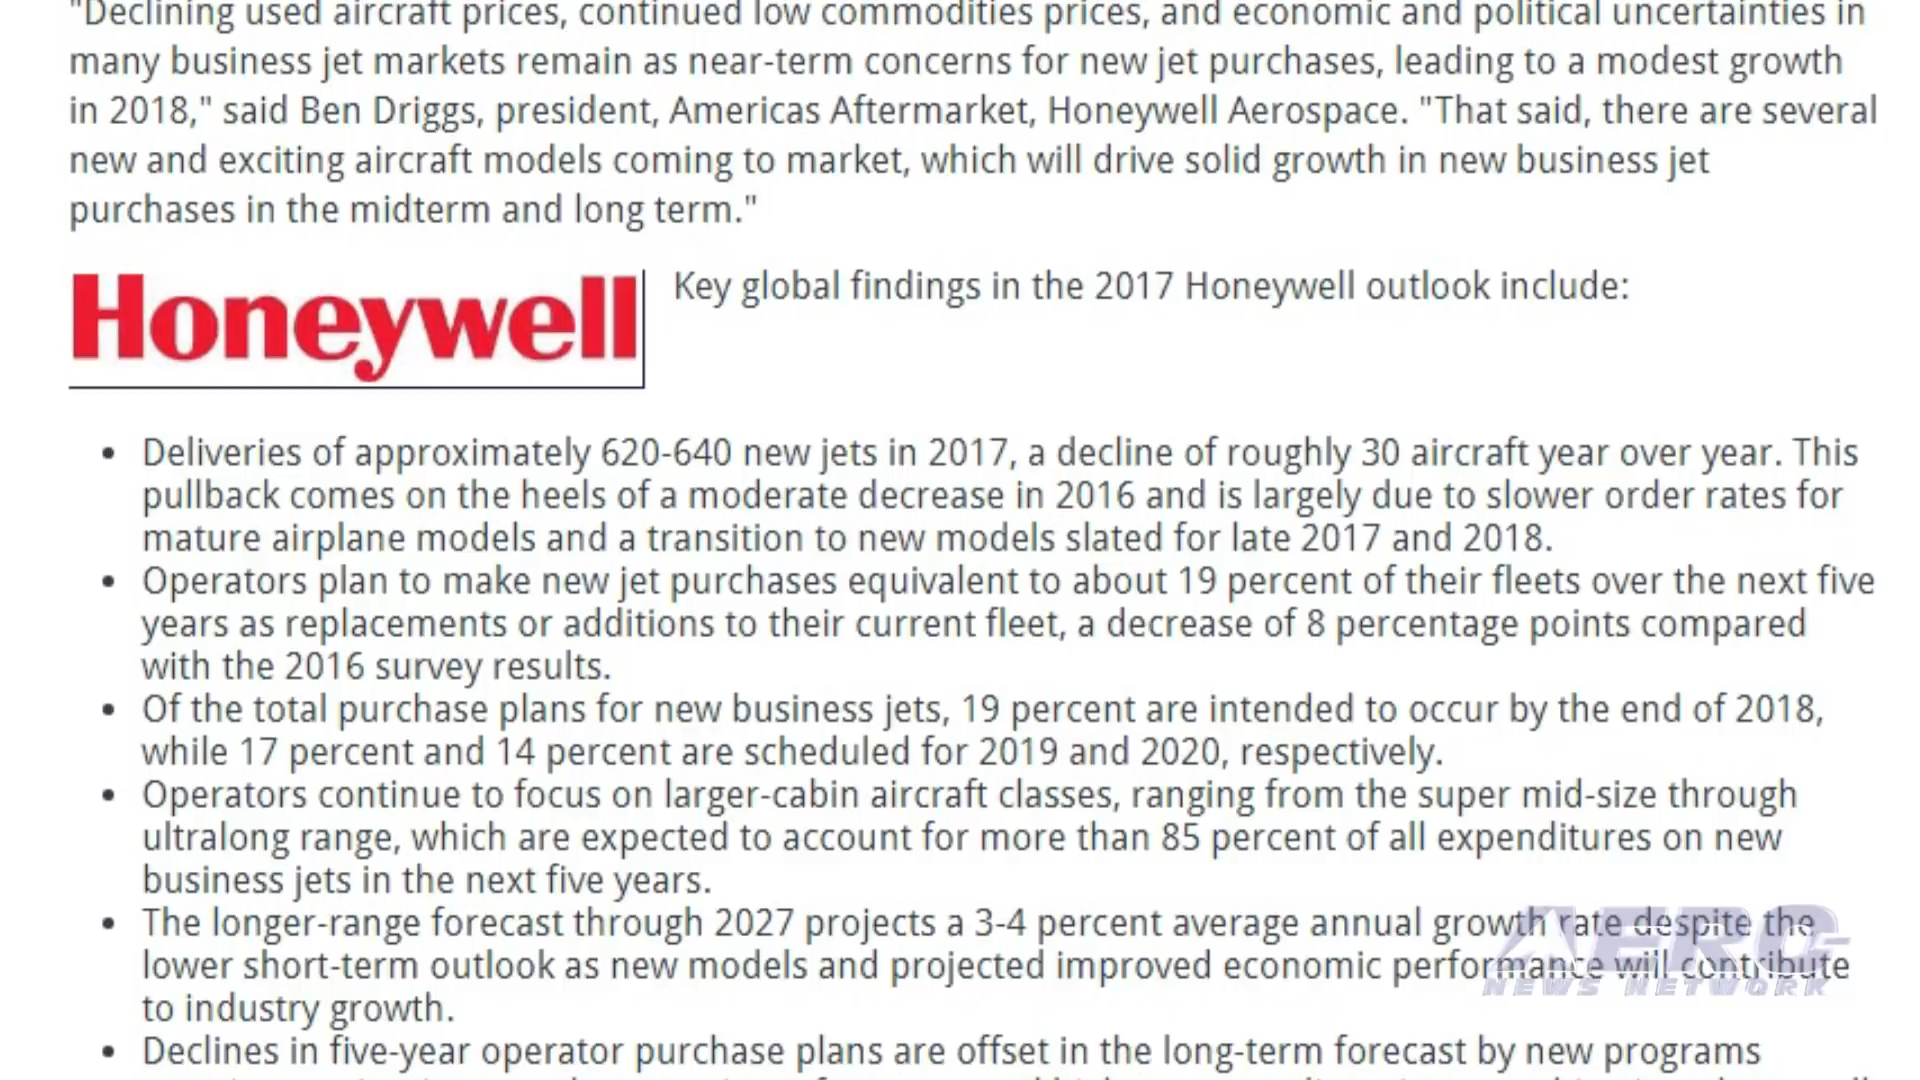 "Declining used aircraft prices, continued low commodities prices, and economic and political uncertainties in
many business jet markets remain as near-term concerns for new jet purchases, leading to a modest growth
in 2018," said Ben Driggs, president, Americas Aftermarket, Honeywell Aerospace. "That said, there are several
new and exciting aircraft models coming to market, which will drive solid growth in new business jet
purchases in the midterm and long term."
Honeywell
Key global findings in the 2017 Honeywell outlook include:
• Deliveries of approximately 620-640 new jets in 2017, a decline of roughly 30 aircraft year over year. This
pullback comes on the heels of a moderate decrease in 2016 and is largely due to slower order rates for
mature airplane models and a transition to new models slated for late 2017 and 2018.
• Operators plan to make new jet purchases equivalent to about 19 percent of their fleets over the next five
years as replacements or additions to their current fleet, a decrease of 8 percentage points compared
with the 2016 survey results.
• Of the total purchase plans for new business jets, 19 percent are intended to occur by the end of 2018,
while 17 percent and 14 percent are scheduled for 2019 and 2020, respectively.
• Operators continue to focus on larger-cabin aircraft classes, ranging from the super mid-size through
ultralong range, which are expected to account for more than 85 percent of all expenditures on new
business jets in the next five years.
• The longer-range forecast through 2027 projects a 3-4 percent average annual growth rate despite the
lower short-term outlook as new models and projected improved economic performance will contribute
to industry growth.
• Declines in five-year operator purchase plans are offset in the long-term forecast by new programs
AERO
NEWS NETWORK